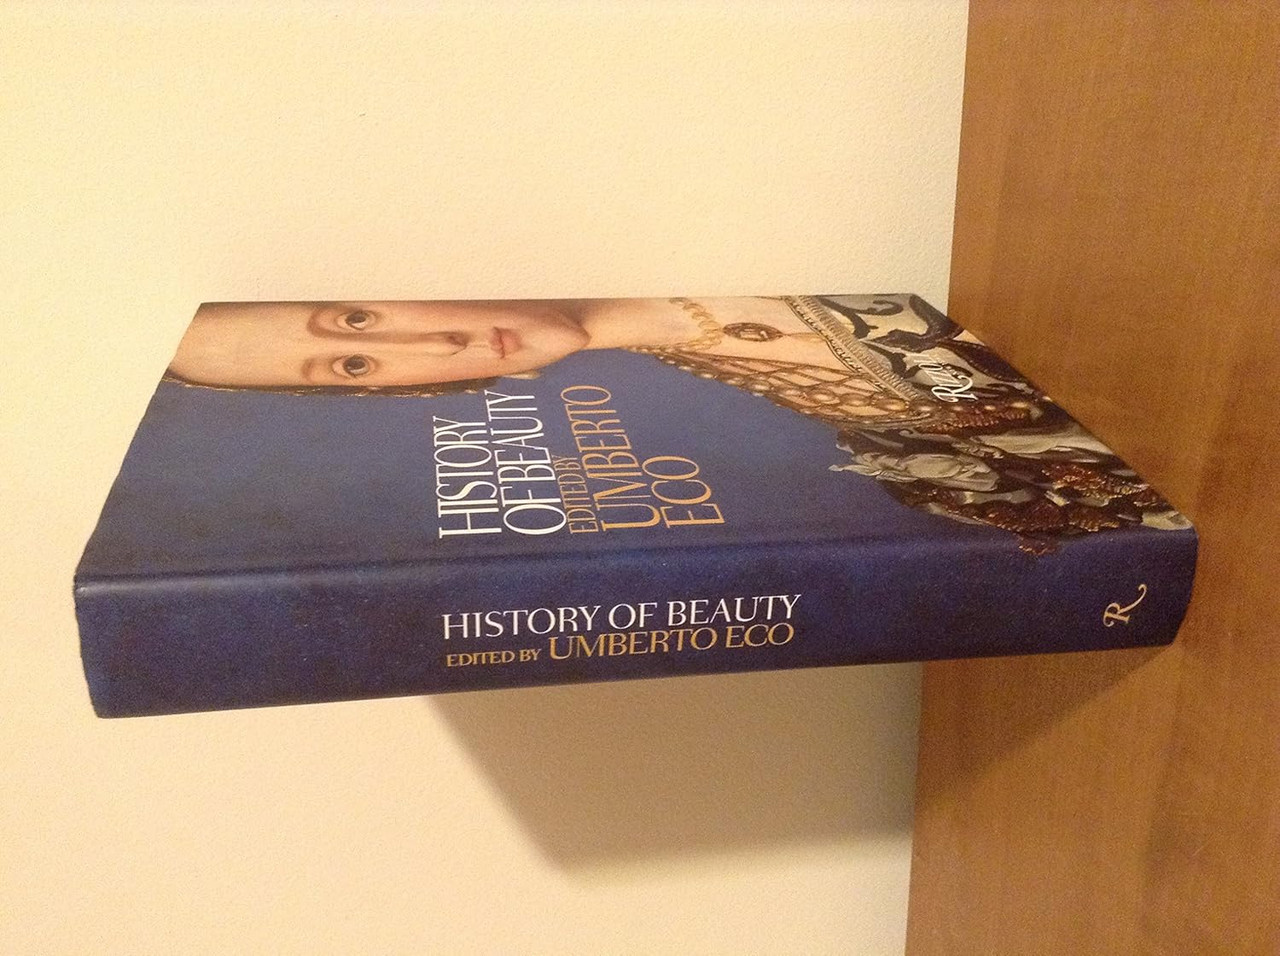 HISTORY
OF BEAUTY
EDITED BY
UMBERTO
ECO
HISTORY OF BEAUTY
EDITED BY UMBERTO ECO
R